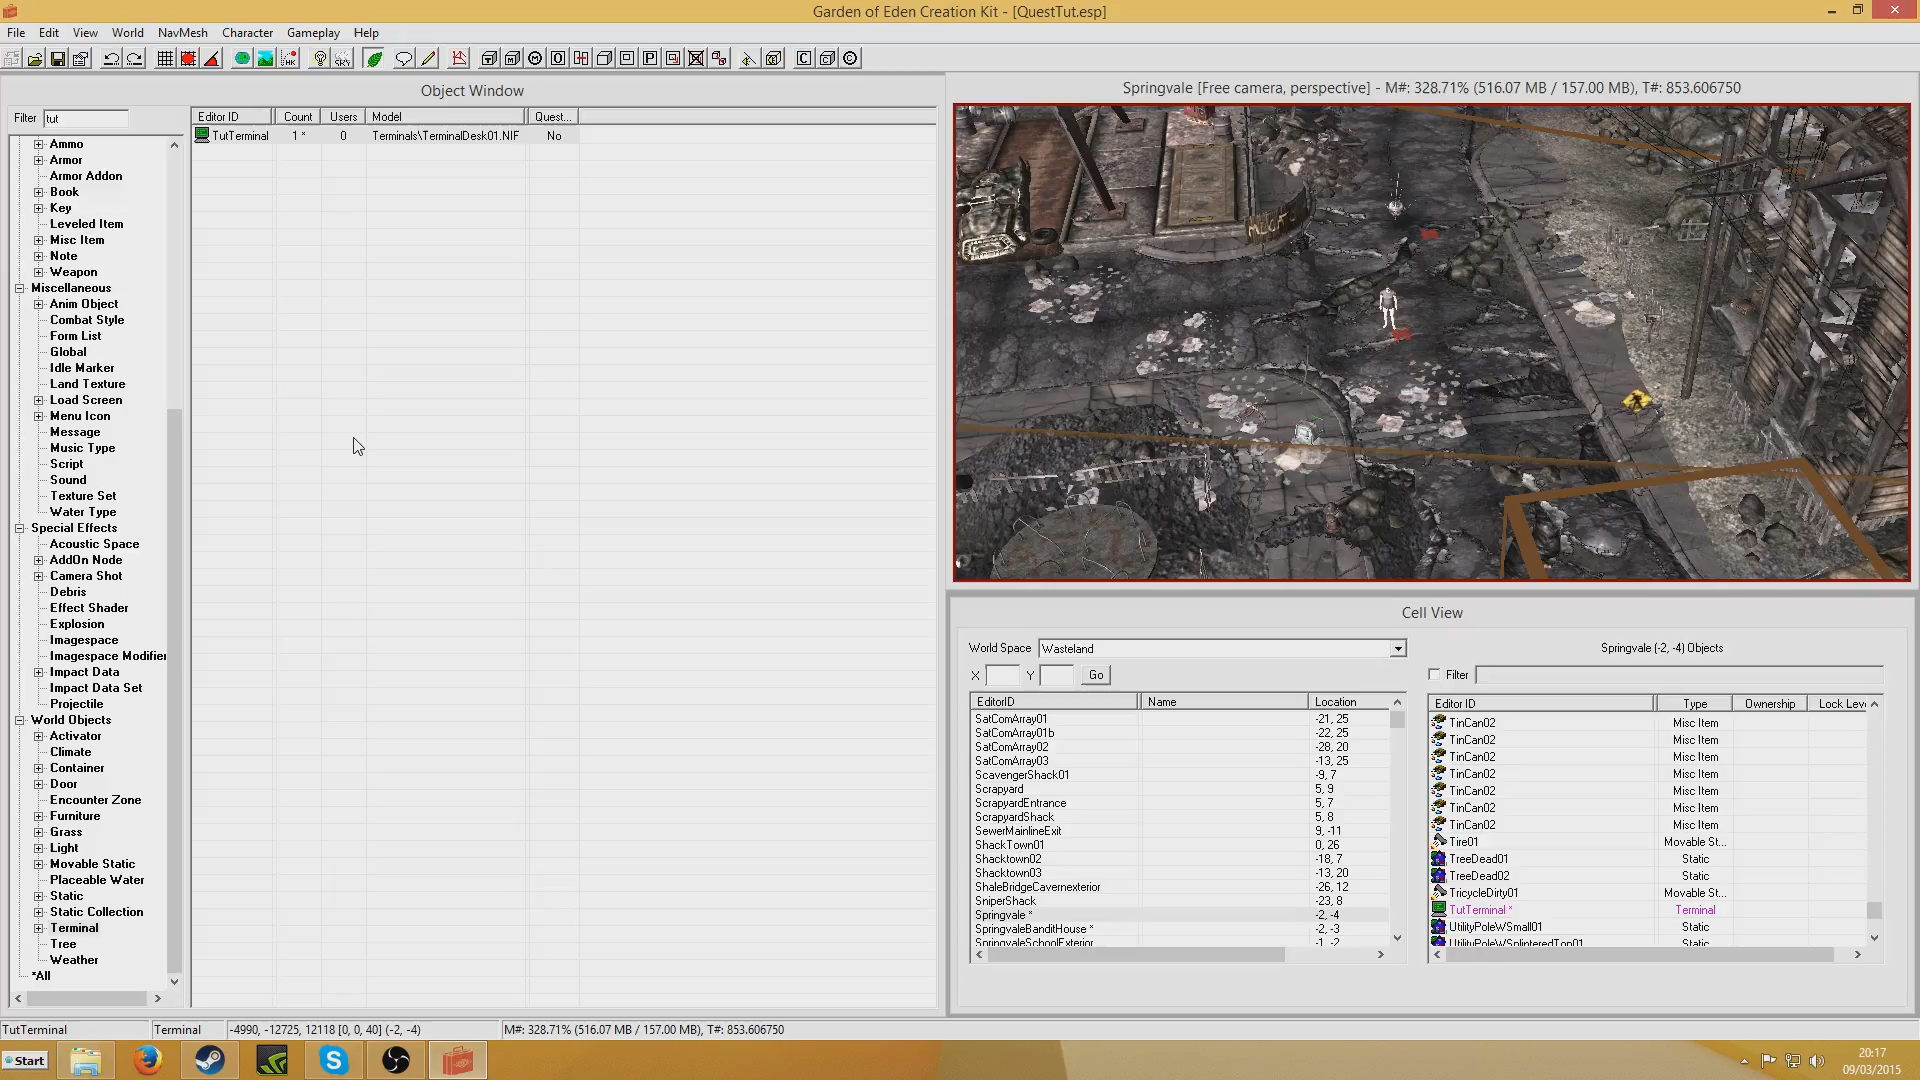 Garden of Eden Creation Kit - [QuestTut.esp]
File Edit View World NavMesh Character Gameplay Help
Object Window
Filter tut
Ammo
Armor
Armor Addon
Book
Key
Leveled Item
Misc Item
Note
Weapon
Miscellaneous
Anim Object
Combat Style
Form List
Global
Idle Marker
Land Texture
Load Screen
Menu Icon
Message
Music Type
Script
Sound
Texture Set
Water Type
Special Effects
Acoustic Space
AddOn Node
Camera Shot
Debris
Effect Shader
Explosion
Imagespace
Imagespace Modifier
Impact Data
Impact Data Set
Projectile
World Objects
Activator
Climate
Container
Door
Encounter Zone
Furniture
Grass
Light
Movable Static
Placeable Water
Static
Static Collection
Terminal
Tree
Weather
*All
Editor ID Count Users Model Quest...
TutTerminal 1 * 0 Terminals\TerminalDesk01.NIF No
Springvale [Free camera, perspective] - M#: 328.71% (516.07 MB / 157.00 MB), T#: 853.606750
Cell View
World Space Wasteland
X Y Go
EditorID Name Location
SatComArray01 -21, 25
SatComArray01b -22, 25
SatComArray02 -28, 20
SatComArray03 -13, 25
ScavengerShack01 -9, 7
Scrapyard 5, 9
ScrapyardEntrance 5, 7
ScrapyardShack 5, 8
SewerMainlineExit 9, -11
ShackTown01 0, 26
Shacktown02 -18, 7
Shacktown03 -13, 20
ShaleBridgeCavernexterior -26, 12
SniperShack -23, 8
Springvale * -2, -4
SpringvaleBanditHouse * -2, -3
SpringvaleSchoolExterior -1, -2
Springvale (-2, -4) Objects
Filter
Editor ID Type Ownership Lock Leve
TinCan02 Misc Item
TinCan02 Misc Item
TinCan02 Misc Item
TinCan02 Misc Item
TinCan02 Misc Item
TinCan02 Misc Item
TinCan02 Misc Item
Tire01 Movable St...
TreeDead01 Static
TreeDead02 Static
TricycleDirty01 Movable St...
TutTerminal * Terminal
UtilityPoleWSmall01 Static
UtilityPoleWSplinteredTop01 Static
TutTerminal Terminal -4990, -12725, 12118 [0, 0, 40] (-2, -4) M#: 328.71% (516.07 MB / 157.00 MB), T#: 853.606750
Start
20:17
09/03/2015